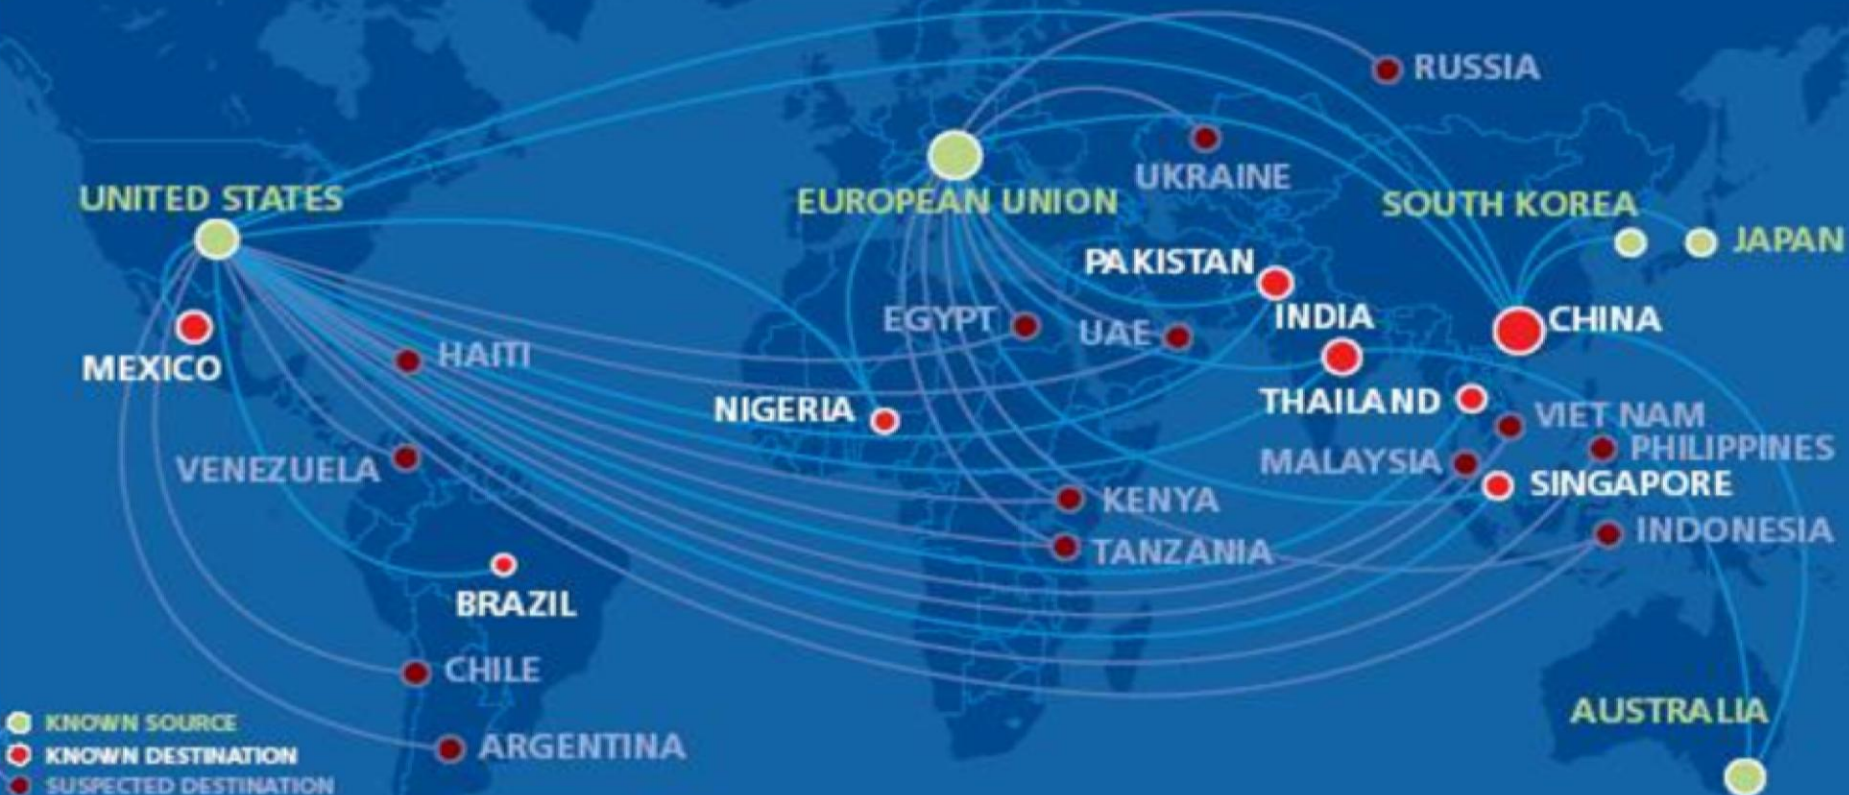 RUSSIA
UKRAINE
UNITED STATES
EUROPEAN UNION
SOUTH KOREA
JAPAN
PAKISTAN
EGYPT
UAE
INDIA
CHINA
MEXICO
HAITI
NIGERIA
THAILAND
VIET NAM
PHILIPPINES
VENEZUELA
MALAYSIA
SINGAPORE
KENYA
INDONESIA
TANZANIA
BRAZIL
CHILE
AUSTRALIA
ARGENTINA
KNOWN SOURCE
KNOWN DESTINATION
SUSPECTED DESTINATION